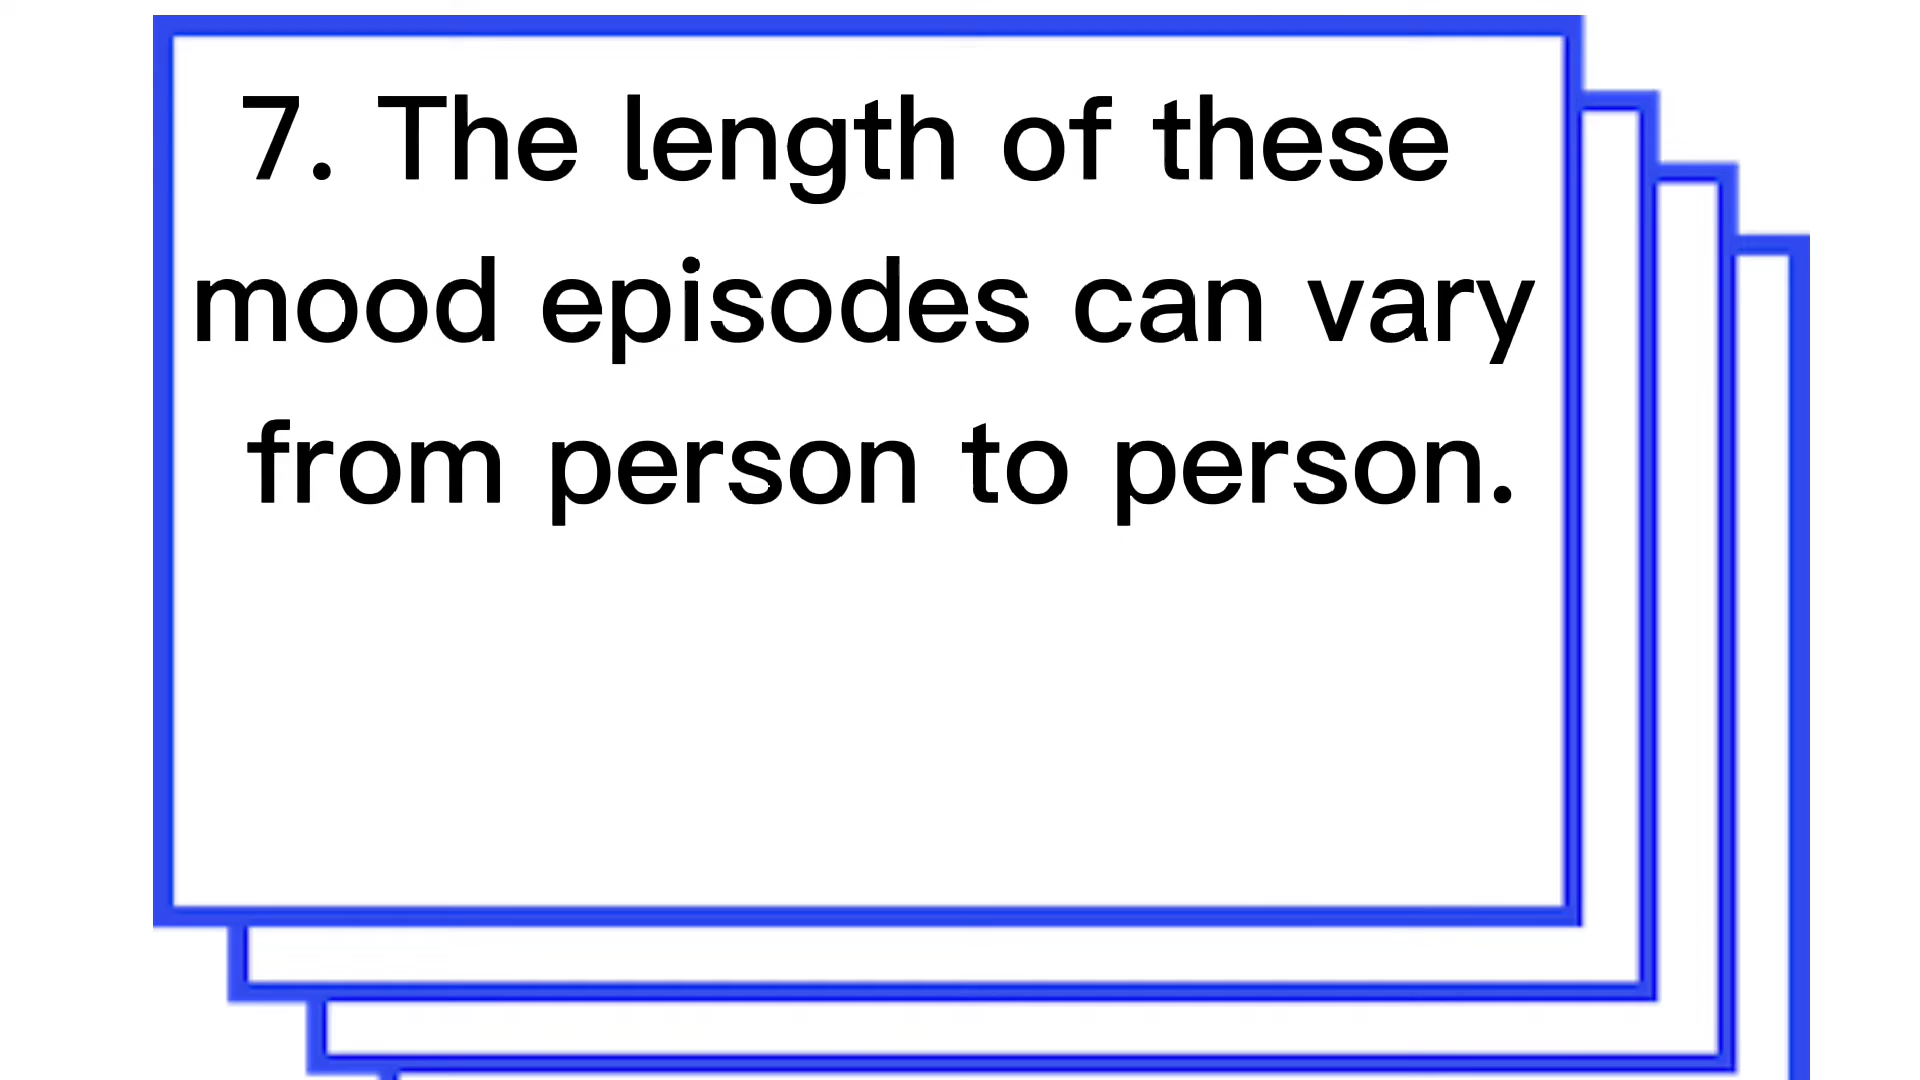 7. The length of these
mood episodes can vary
from person to person.